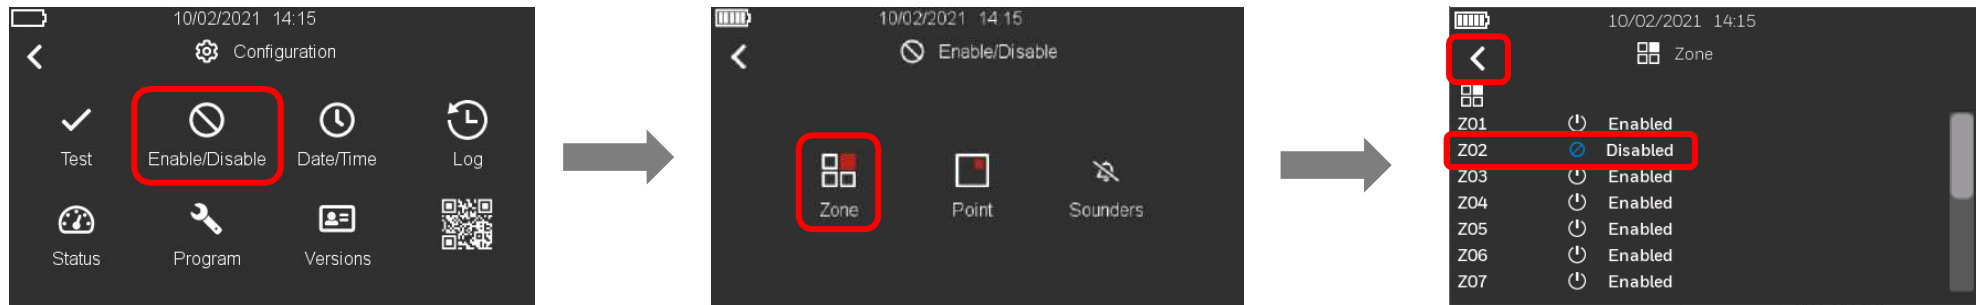 10/02/2021 14:15
Configuration
Test Enable/Disable Date/Time Log
Status Program Versions
10/02/2021 14:15
Enable/Disable
Zone Point Sounders
10/02/2021 14:15
Zone
Z01 Enabled
Z02 Disabled
Z03 Enabled
Z04 Enabled
Z05 Enabled
Z06 Enabled
Z07 Enabled